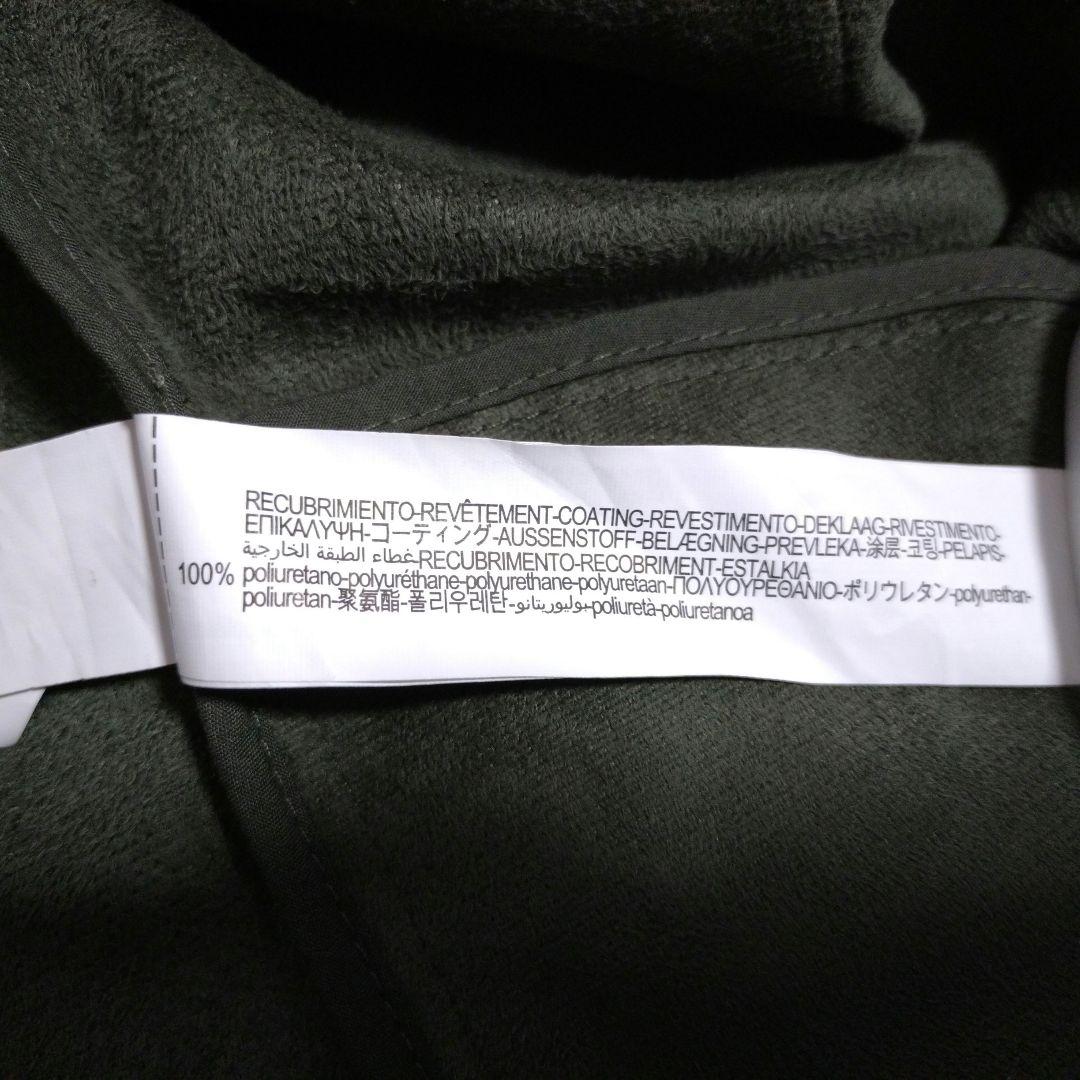 RECUBRIMIENTO-REVÊTEMENT-COATING-REVESTIMENTO-DEKLAAG-RIVESTIMENTO-
ΕΠΙΚΑΛΥΨΗ-コーティング-AUSSENSTOFF-BELÆGNING-PREVLEKA-涂层-코팅-PELAPIS-
غطاء الطبقة الخارجية-RECUBRIMENTO-RECOBRIMENT-ESTALKIA
100% poliuretano-polyuréthane-polyurethane-polyuretaan-ΠΟΛΥΟΥΡΕΘΑΝΙΟ-ポリウレタン-polyurethan-
poliuretan-聚氨酯-폴리우레탄-بوليوريتانو-poliuretà-poliuretanoa